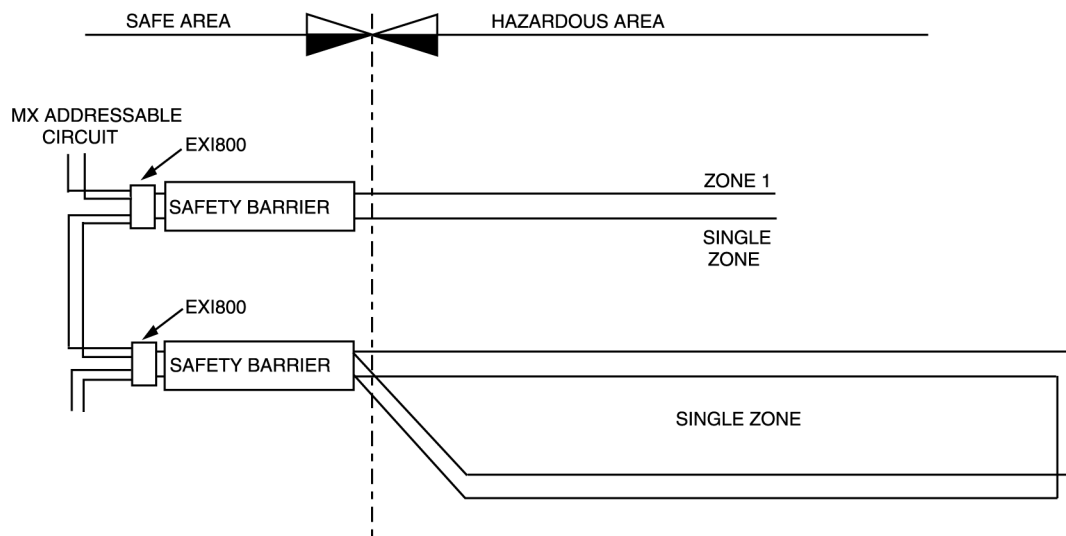 SAFE AREA
HAZARDOUS AREA
MX ADDRESSABLE
CIRCUIT
EXI800
SAFETY BARRIER
ZONE 1
SINGLE
ZONE
EXI800
SAFETY BARRIER
SINGLE ZONE